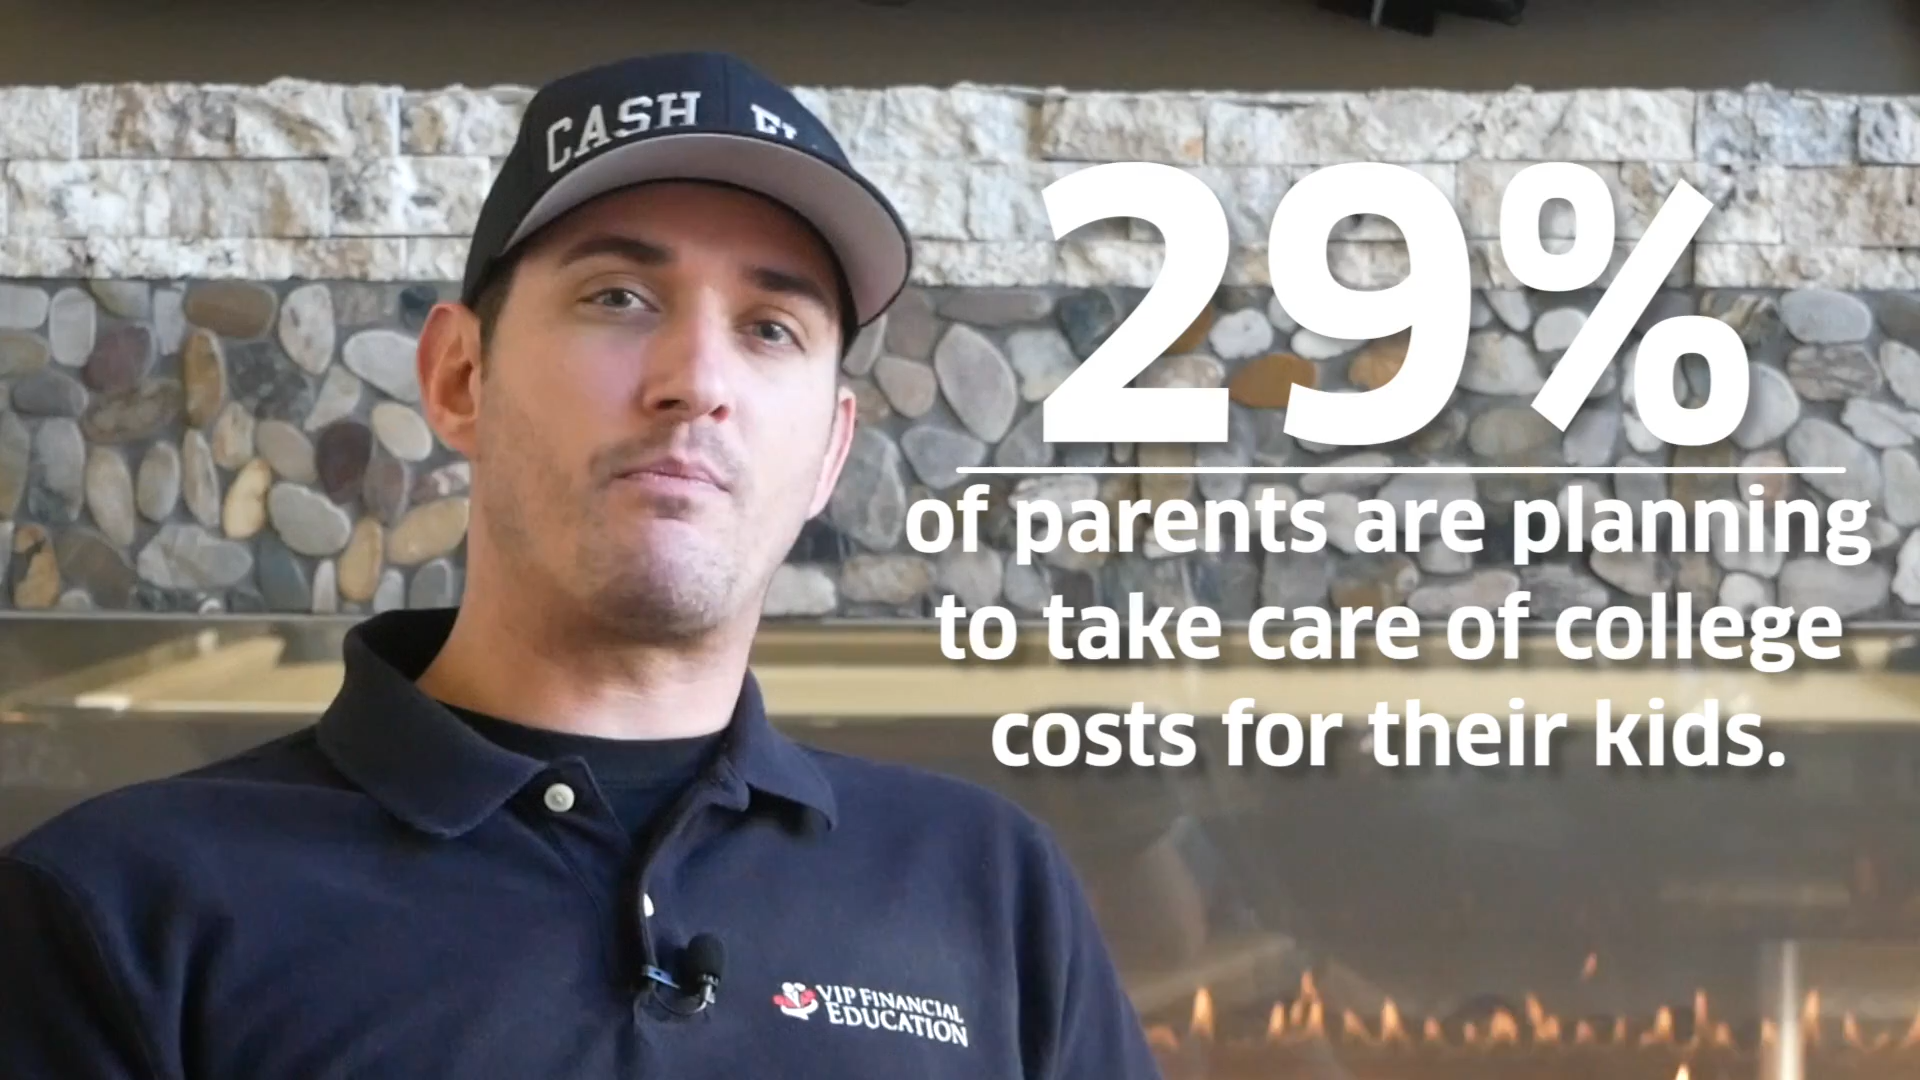 CASH
29%
of parents are planning
to take care of college
costs for their kids.
VIP FINANCIAL
EDUCATION